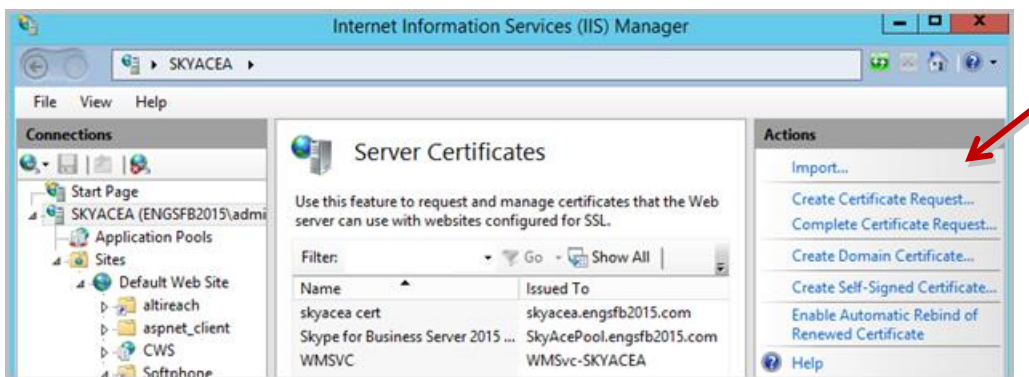 Internet Information Services (IIS) Manager
SKYACEA
File View Help
Connections
Start Page
SKYACEA (ENGSFB2015\admi
Application Pools
Sites
Default Web Site
altireach
aspnet_client
CWS
Softphone
Server Certificates
Use this feature to request and manage certificates that the Web
server can use with websites configured for SSL.
Filter: Go Show All
Name Issued To
skyacea cert skyacea.engsfb2015.com
Skype for Business Server 2015 ... SkyAcePool.engsfb2015.com
WMSVC WMSvc-SKYACEA
Actions
Import...
Create Certificate Request...
Complete Certificate Request...
Create Domain Certificate...
Create Self-Signed Certificate...
Enable Automatic Rebind of
Renewed Certificate
Help